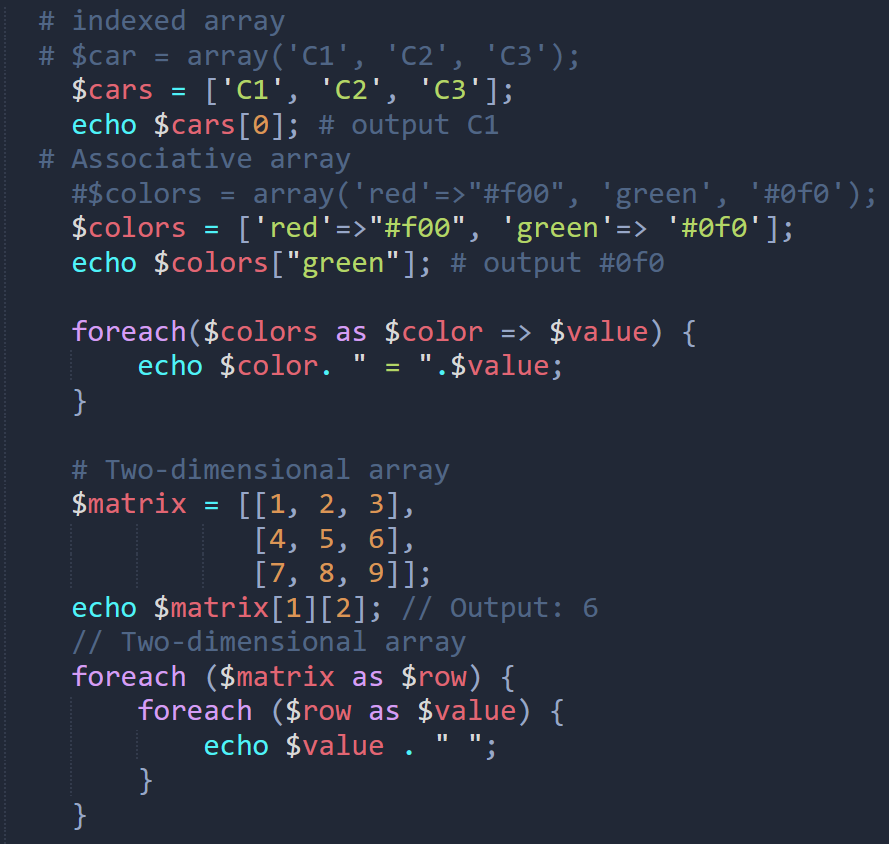 # indexed array
# $car = array('C1', 'C2', 'C3');
$cars = ['C1', 'C2', 'C3'];
echo $cars[0]; # output C1
# Associative array
#$colors = array('red'=>"#f00", 'green', '#0f0');
$colors = ['red'=>"#f00", 'green'=> '#0f0'];
echo $colors["green"]; # output #0f0
foreach($colors as $color => $value) {
echo $color. " = ".$value;
}
# Two-dimensional array
$matrix = [[1, 2, 3],
[4, 5, 6],
[7, 8, 9]];
echo $matrix[1][2]; // Output: 6
// Two-dimensional array
foreach ($matrix as $row) {
foreach ($row as $value) {
echo $value . " ";
}
}